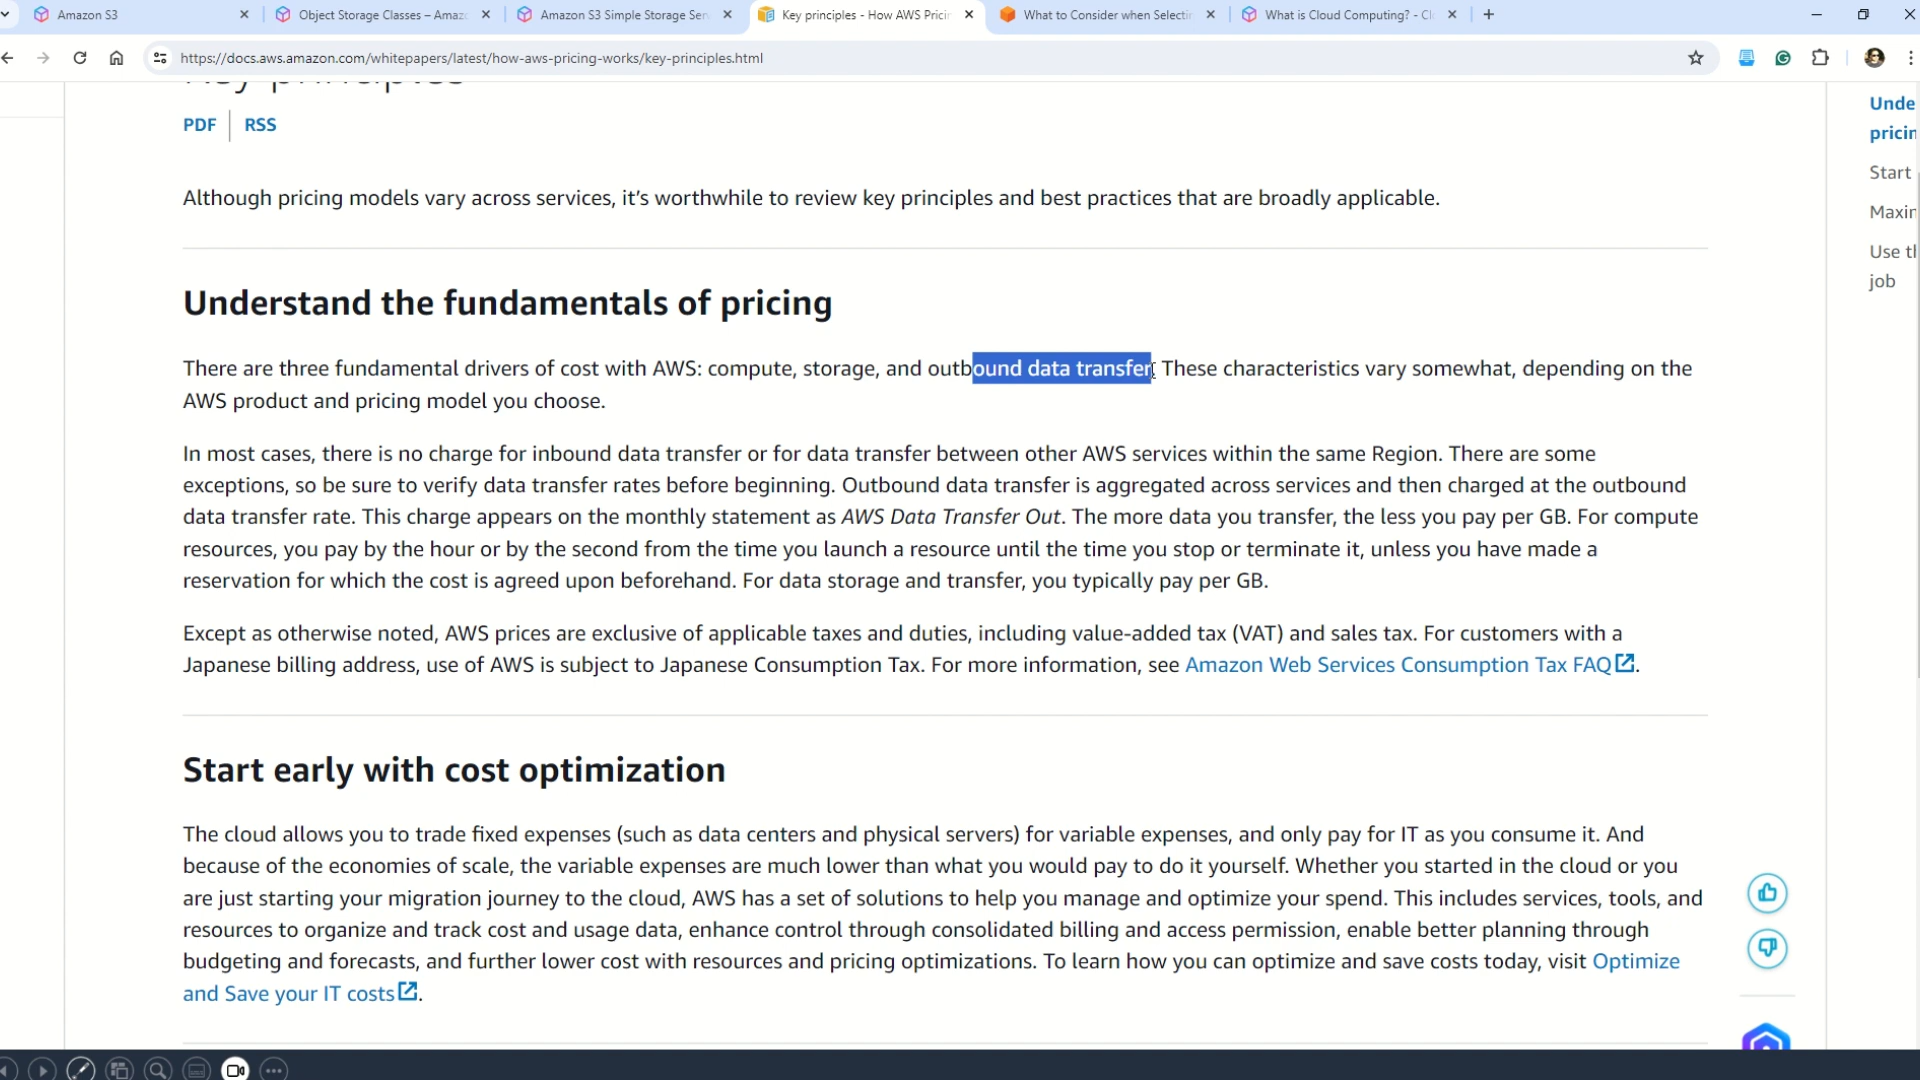 Amazon S3
Object Storage Classes – Amaz
Amazon S3 Simple Storage Ser
Key principles - How AWS Pricin
What to Consider when Selectin
What is Cloud Computing? - Cl
https://docs.aws.amazon.com/whitepapers/latest/how-aws-pricing-works/key-principles.html
Key principles
PDF
RSS
Although pricing models vary across services, it’s worthwhile to review key principles and best practices that are broadly applicable.
Understand the fundamentals of pricing
There are three fundamental drivers of cost with AWS: compute, storage, and outbound data transfer. These characteristics vary somewhat, depending on the
AWS product and pricing model you choose.
In most cases, there is no charge for inbound data transfer or for data transfer between other AWS services within the same Region. There are some
exceptions, so be sure to verify data transfer rates before beginning. Outbound data transfer is aggregated across services and then charged at the outbound
data transfer rate. This charge appears on the monthly statement as AWS Data Transfer Out. The more data you transfer, the less you pay per GB. For compute
resources, you pay by the hour or by the second from the time you launch a resource until the time you stop or terminate it, unless you have made a
reservation for which the cost is agreed upon beforehand. For data storage and transfer, you typically pay per GB.
Except as otherwise noted, AWS prices are exclusive of applicable taxes and duties, including value-added tax (VAT) and sales tax. For customers with a
Japanese billing address, use of AWS is subject to Japanese Consumption Tax. For more information, see Amazon Web Services Consumption Tax FAQ.
Start early with cost optimization
The cloud allows you to trade fixed expenses (such as data centers and physical servers) for variable expenses, and only pay for IT as you consume it. And
because of the economies of scale, the variable expenses are much lower than what you would pay to do it yourself. Whether you started in the cloud or you
are just starting your migration journey to the cloud, AWS has a set of solutions to help you manage and optimize your spend. This includes services, tools, and
resources to organize and track cost and usage data, enhance control through consolidated billing and access permission, enable better planning through
budgeting and forecasts, and further lower cost with resources and pricing optimizations. To learn how you can optimize and save costs today, visit Optimize
and Save your IT costs.
Unde
pricin
Start
Maxin
Use th
job